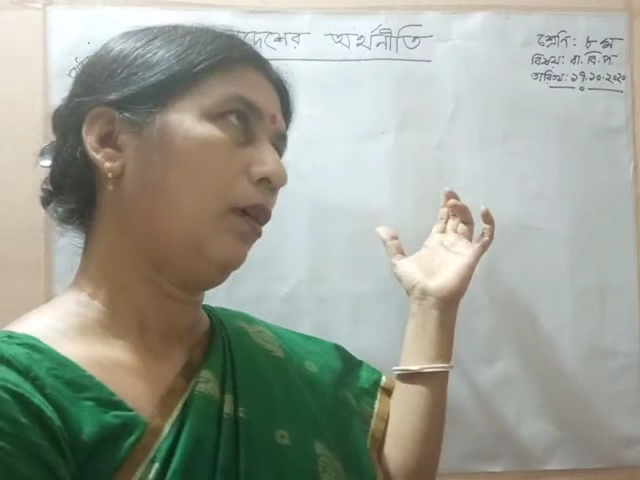 দেশের অর্থনীতি
শ্রেণি: ৮ম
বিষয়: বা. বি. প.
তারিখ: ১৭.১০.২০২০